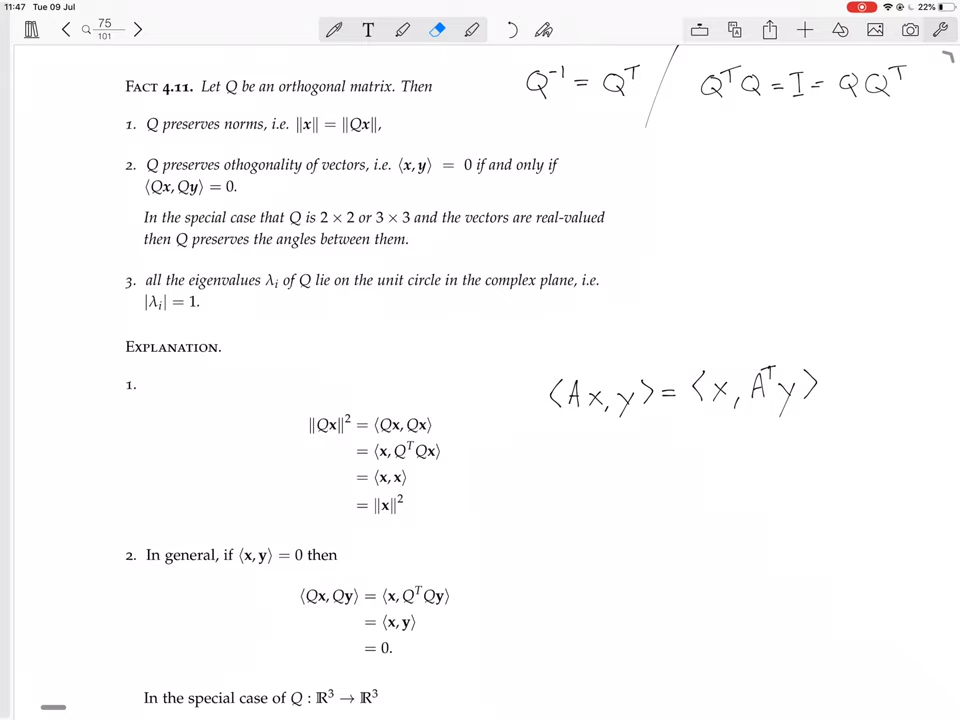 11:47 Tue 09 Jul 22%
75
101
T
FACT 4.11. Let Q be an orthogonal matrix. Then
Q⁻¹ = Qᵀ / QᵀQ = I = QQᵀ
1. Q preserves norms, i.e. ‖x‖ = ‖Qx‖,
2. Q preserves othogonality of vectors, i.e. ⟨x, y⟩ = 0 if and only if
⟨Qx, Qy⟩ = 0.
In the special case that Q is 2 × 2 or 3 × 3 and the vectors are real-valued
then Q preserves the angles between them.
3. all the eigenvalues λᵢ of Q lie on the unit circle in the complex plane, i.e.
|λᵢ| = 1.
EXPLANATION.
1.
⟨Ax, y⟩ = ⟨x, Aᵀy⟩
‖Qx‖² = ⟨Qx, Qx⟩
= ⟨x, QᵀQx⟩
= ⟨x, x⟩
= ‖x‖²
2. In general, if ⟨x, y⟩ = 0 then
⟨Qx, Qy⟩ = ⟨x, QᵀQy⟩
= ⟨x, y⟩
= 0.
In the special case of Q : ℝ³ → ℝ³